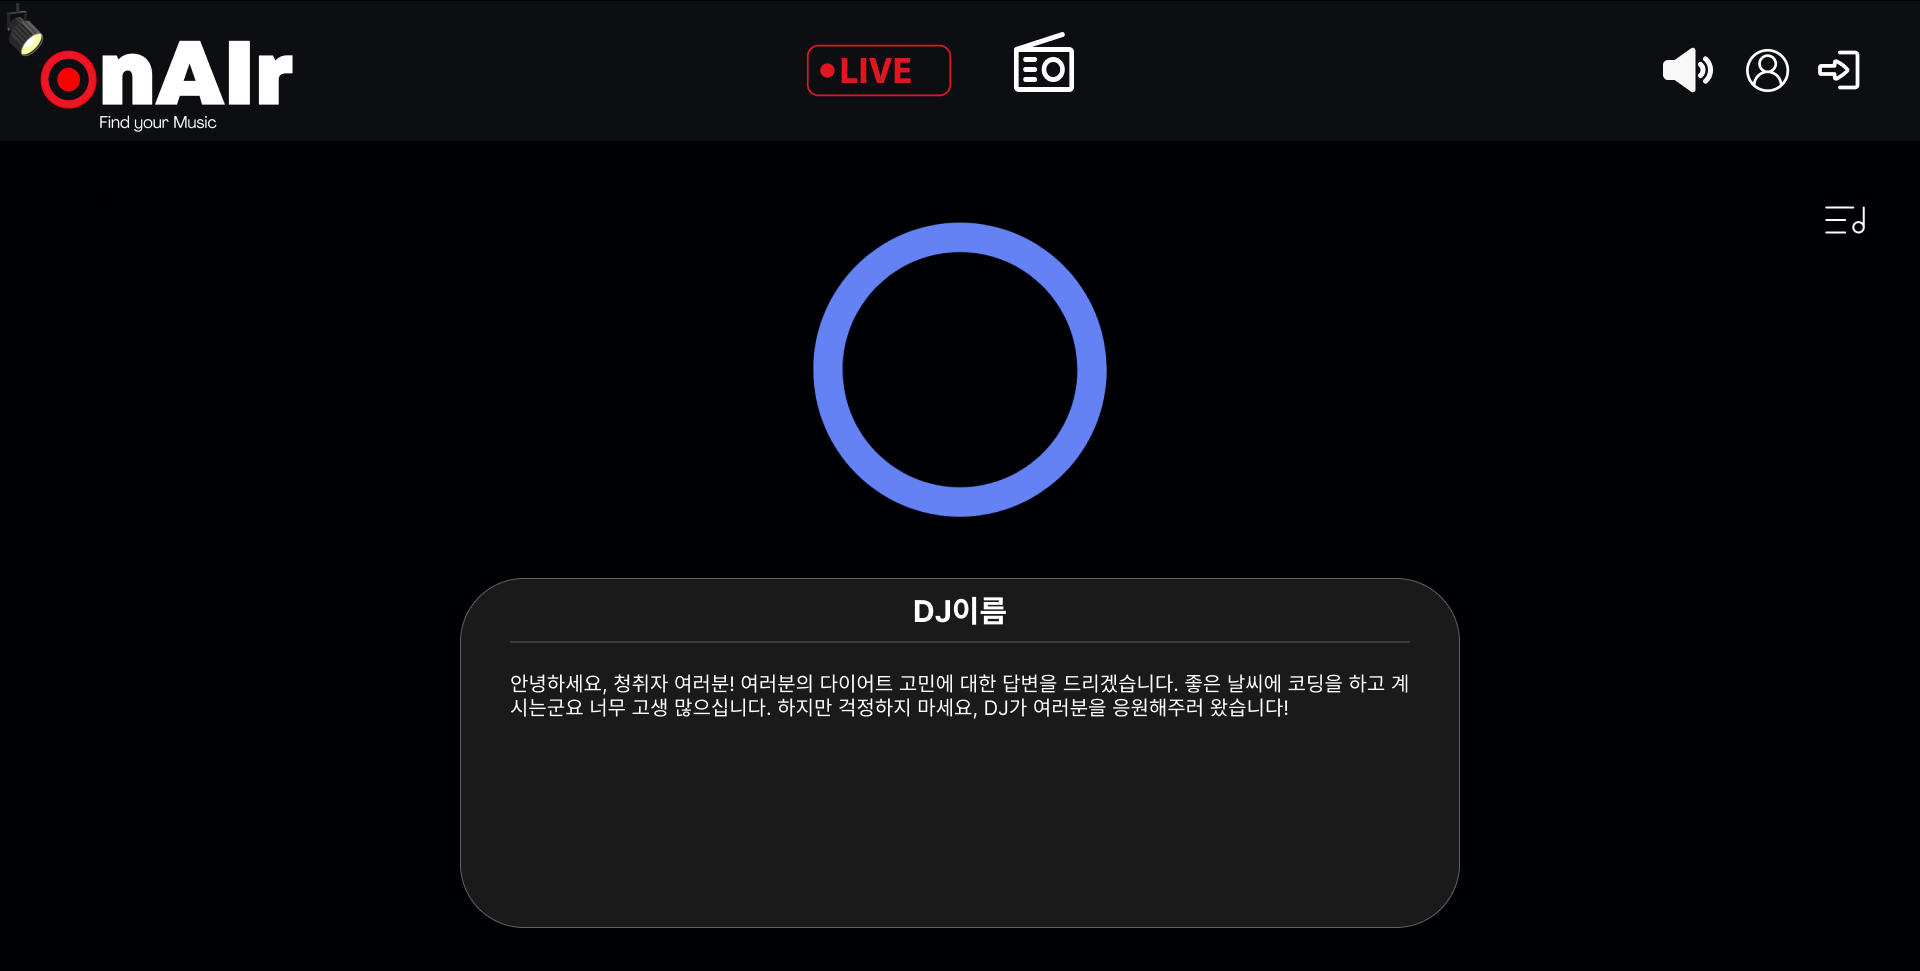 onAIr
Find your Music
LIVE
DJ이름
안녕하세요, 청취자 여러분! 여러분의 다이어트 고민에 대한 답변을 드리겠습니다. 좋은 날씨에 코딩을 하고 계
시는군요 너무 고생 많으십니다. 하지만 걱정하지 마세요, DJ가 여러분을 응원해주러 왔습니다!